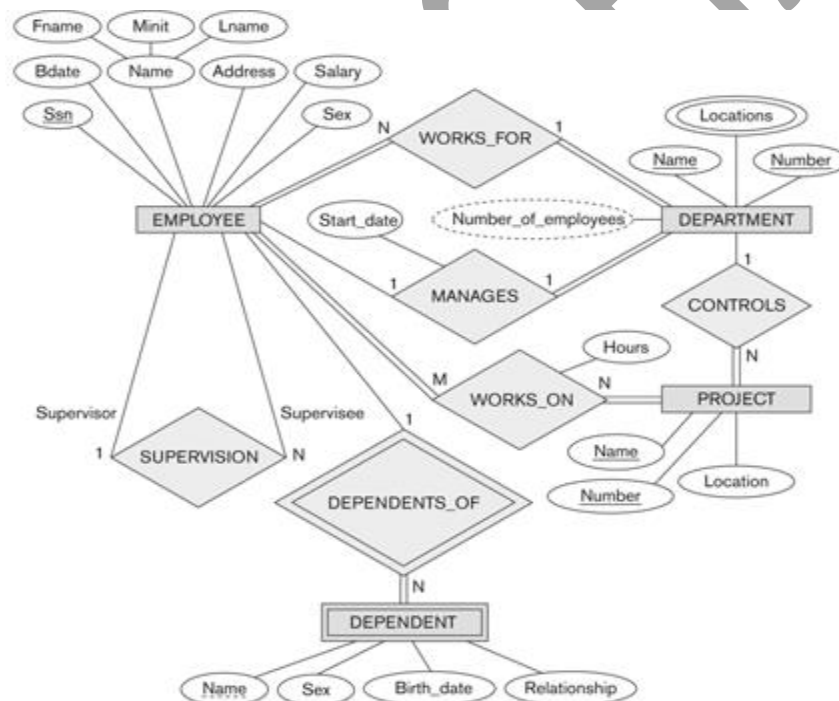 Fname Minit Lname
Bdate Name Address Salary
Ssn Sex
N WORKS_FOR 1
Locations
Name Number
EMPLOYEE Start_date Number_of_employees DEPARTMENT
1 MANAGES 1
1
CONTROLS
Hours
M WORKS_ON N
N
PROJECT
Supervisor Supervisee
1 SUPERVISION N
1
Name
Number Location
DEPENDENTS_OF
N
DEPENDENT
Name Sex Birth_date Relationship